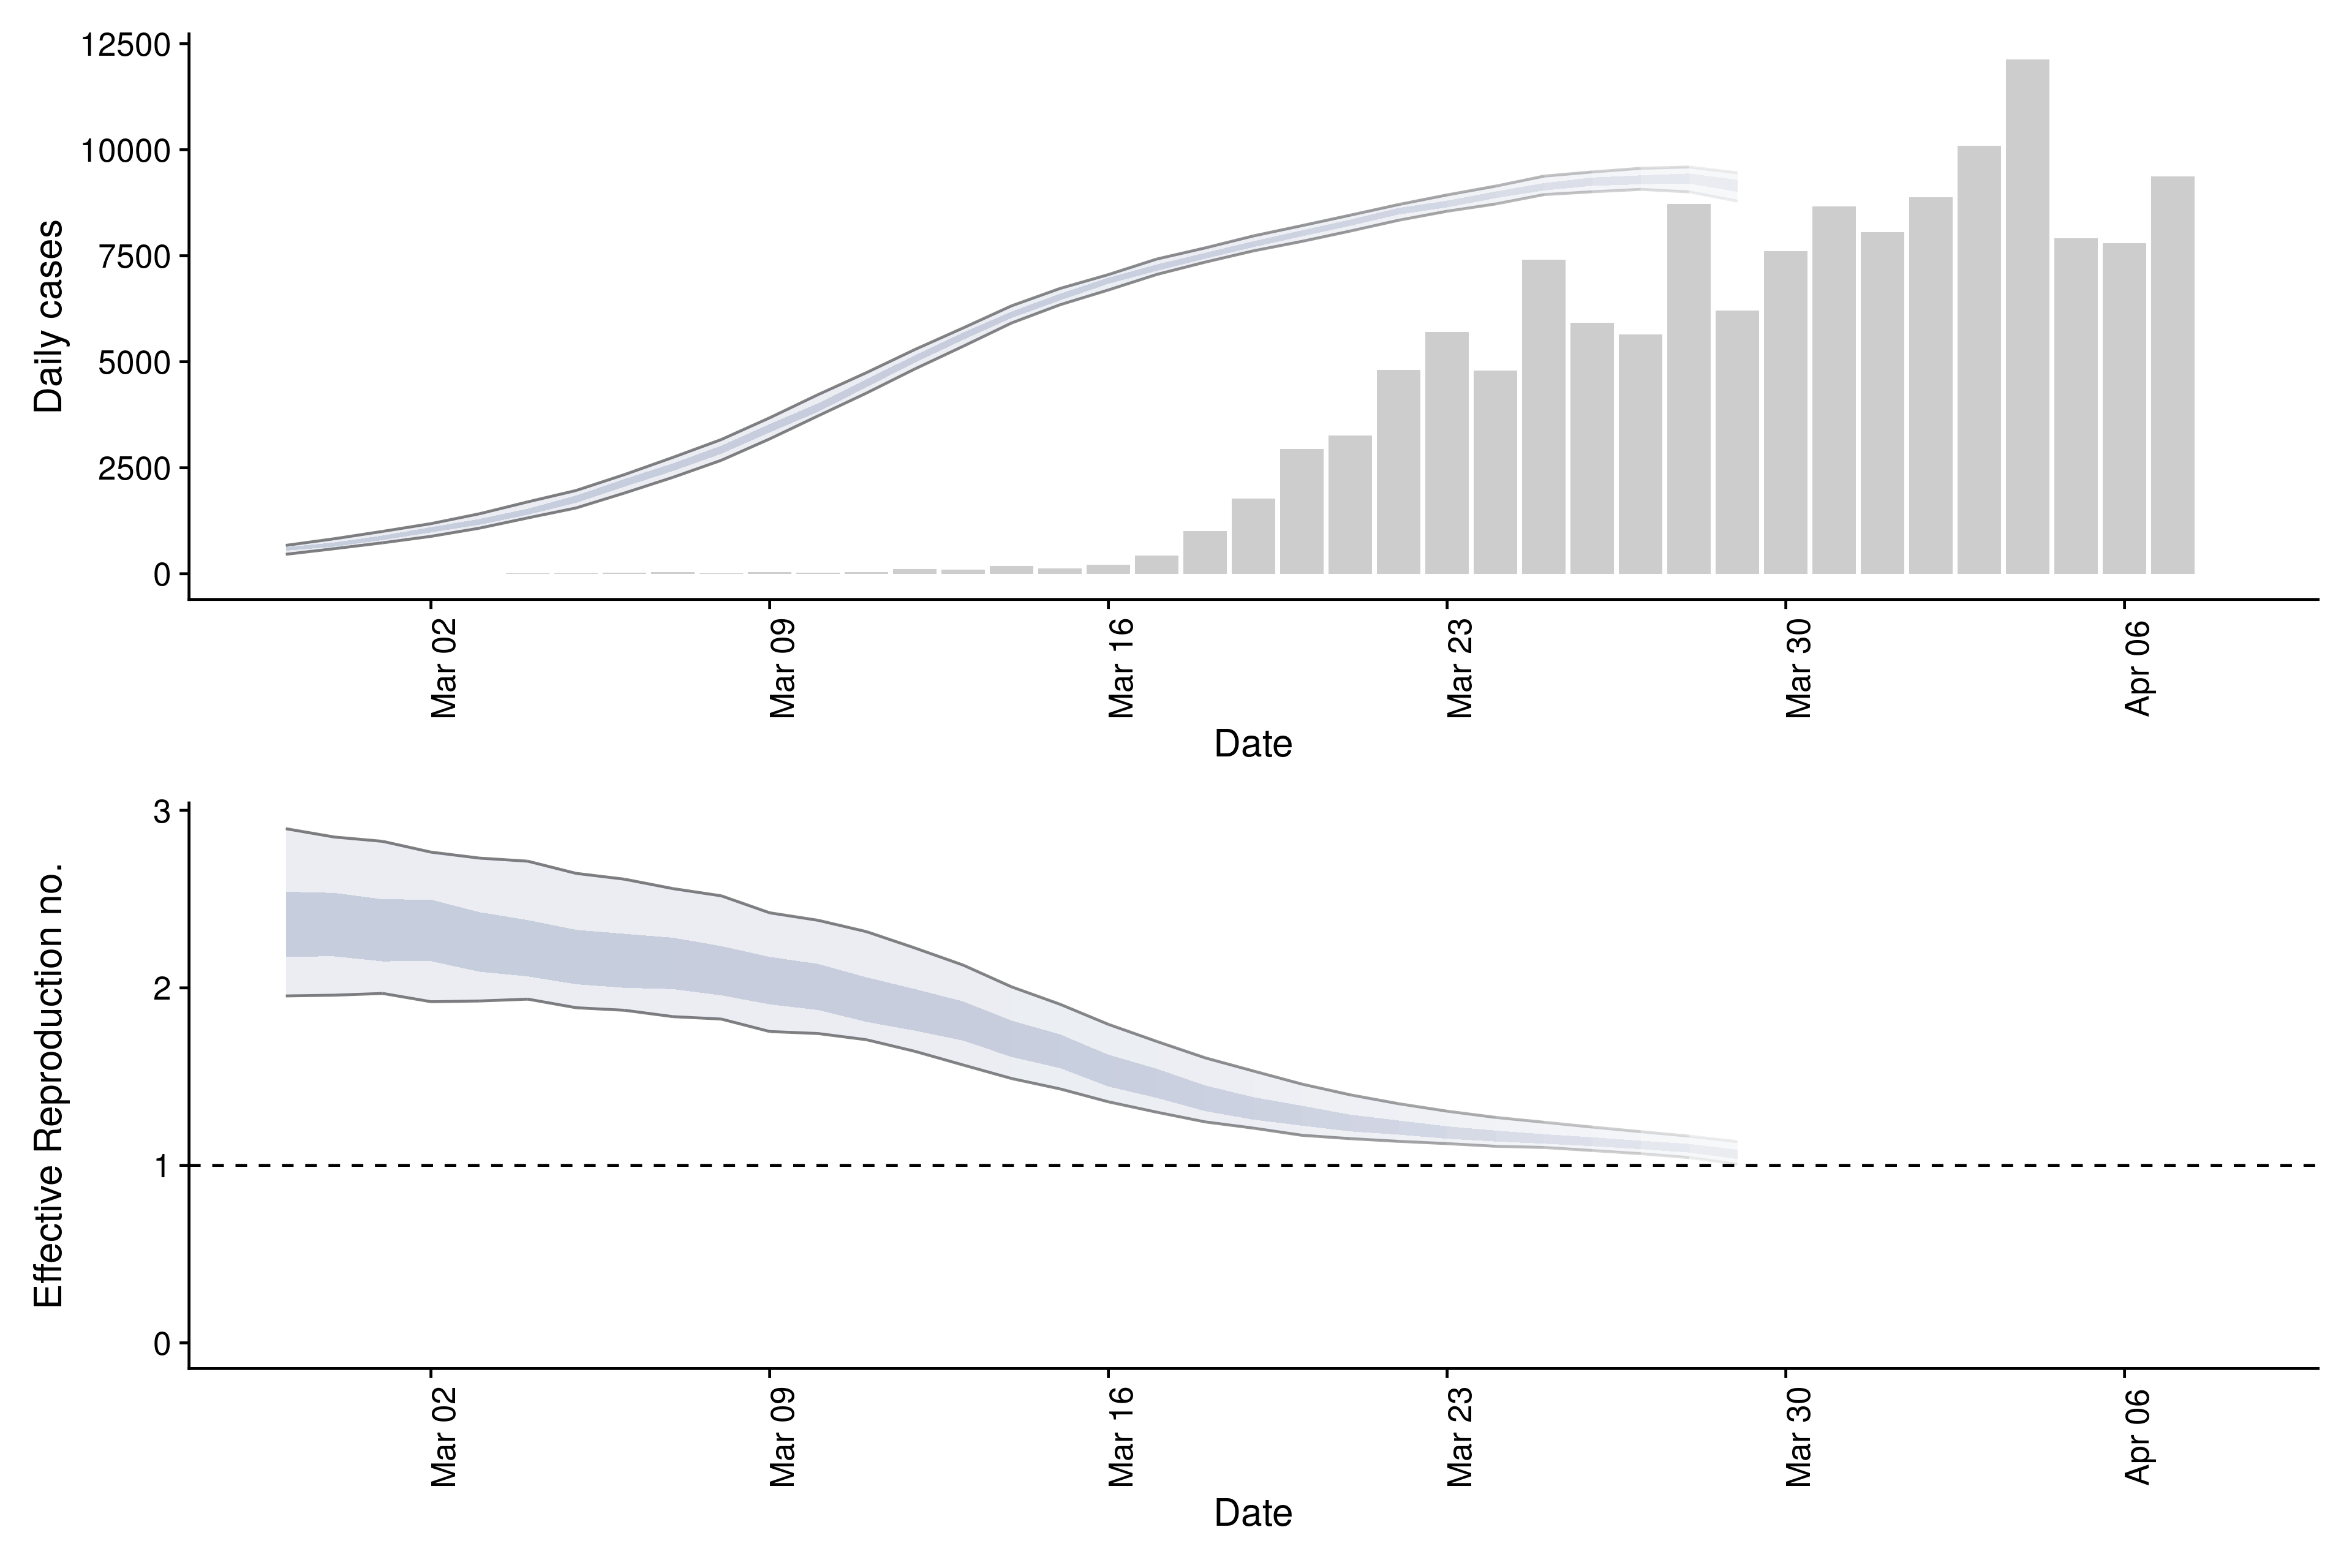 12500
10000
7500
5000
2500
0
Daily cases
Mar 02
Mar 09
Mar 16
Mar 23
Mar 30
Apr 06
Date
3
2
1
0
Effective Reproduction no.
Mar 02
Mar 09
Mar 16
Mar 23
Mar 30
Apr 06
Date